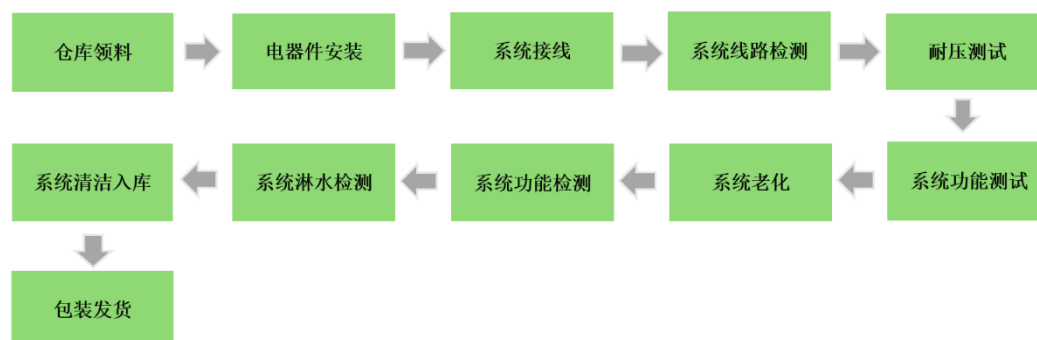 仓库领料
电器件安装
系统接线
系统线路检测
耐压测试
系统功能测试
系统老化
系统功能检测
系统淋水检测
系统清洁入库
包装发货